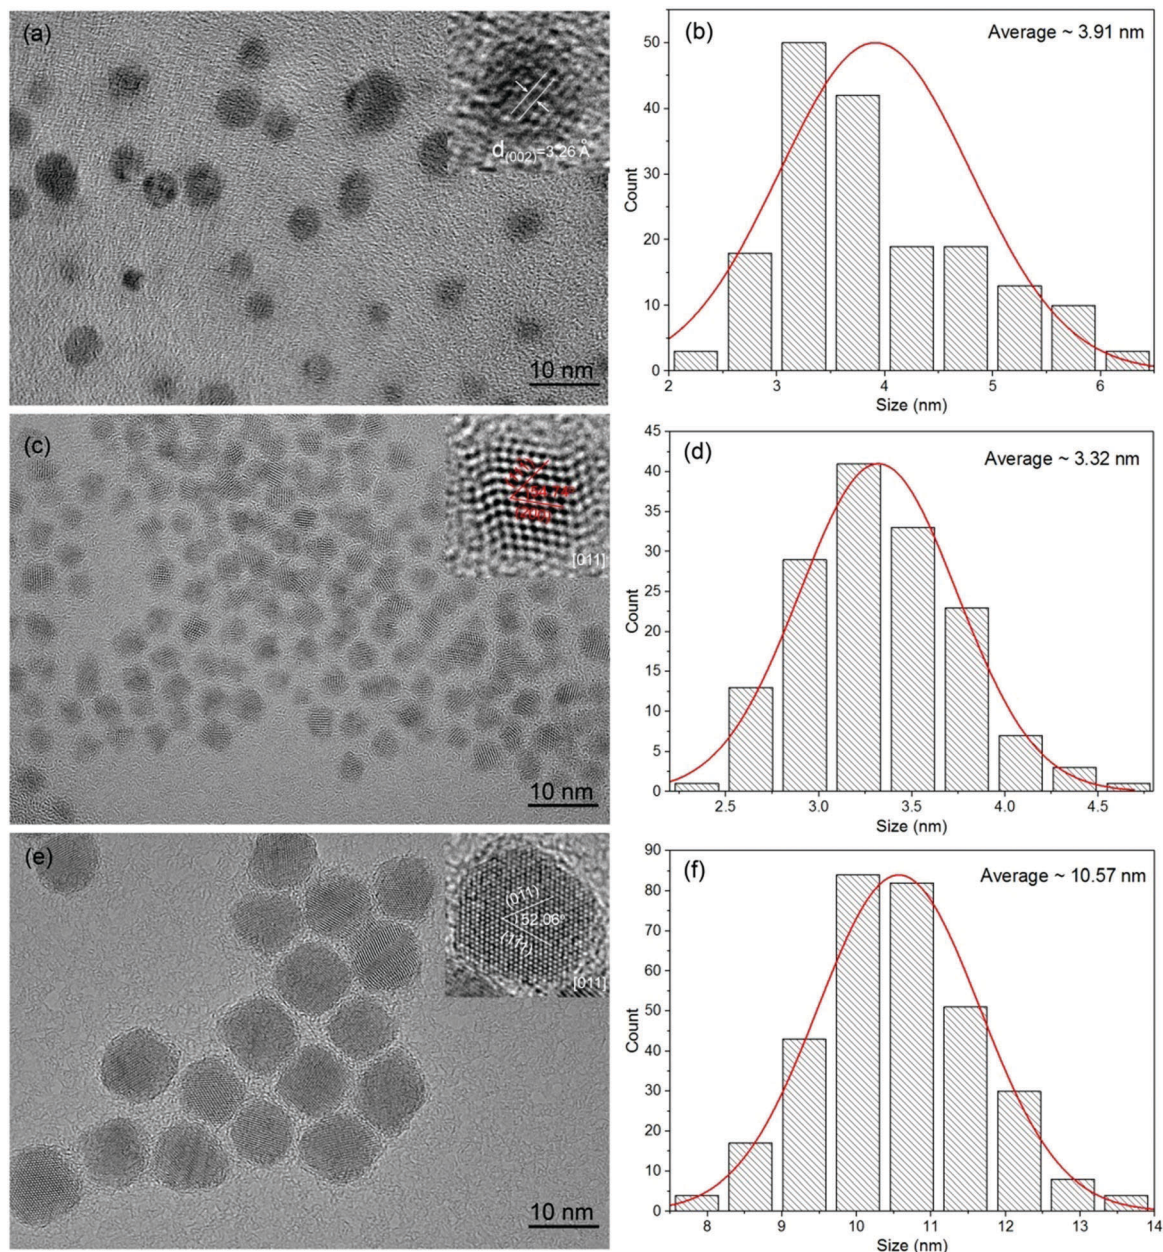 (a)
d(002)=3.26 Å
10 nm
(b)
Average ~ 3.91 nm
50
40
30
20
10
0
Count
2 3 4 5 6
Size (nm)
(c)
[011]
10 nm
(d)
Average ~ 3.32 nm
45
40
35
30
25
20
15
10
5
0
Count
2.5 3.0 3.5 4.0 4.5
Size (nm)
(e)
(011)
52.06°
(111)
[011]
10 nm
(f)
Average ~ 10.57 nm
90
80
70
60
50
40
30
20
10
0
Count
8 9 10 11 12 13 14
Size (nm)